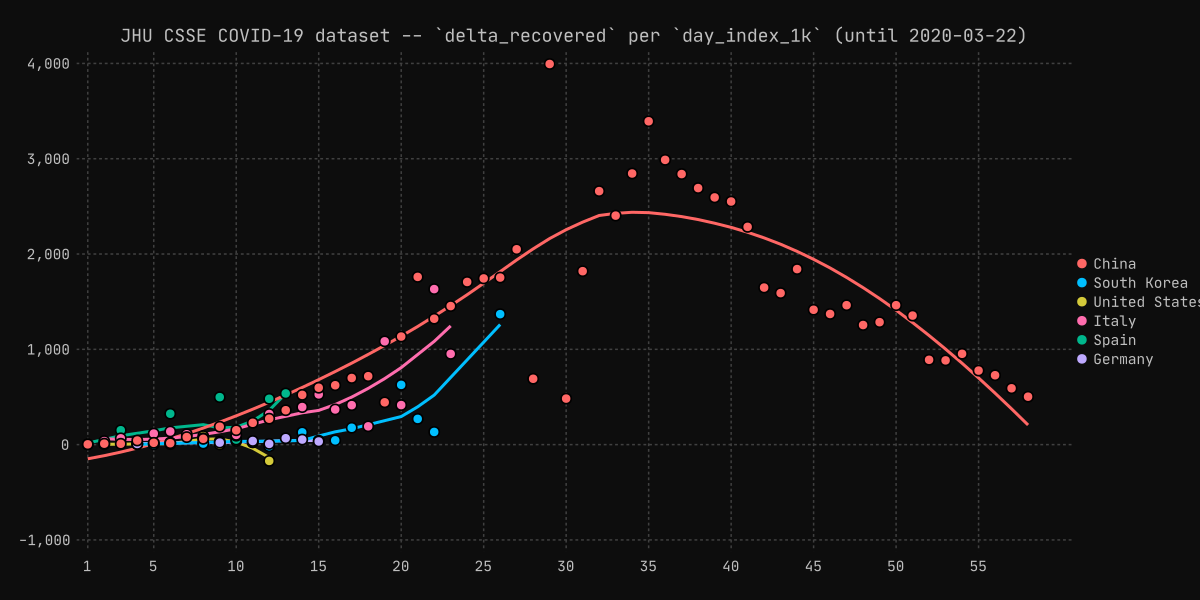 JHU CSSE COVID-19 dataset -- `delta_recovered` per `day_index_1k` (until 2020-03-22)
4,000
3,000
2,000
1,000
0
-1,000
1 5 10 15 20 25 30 35 40 45 50 55
China
South Korea
United States
Italy
Spain
Germany